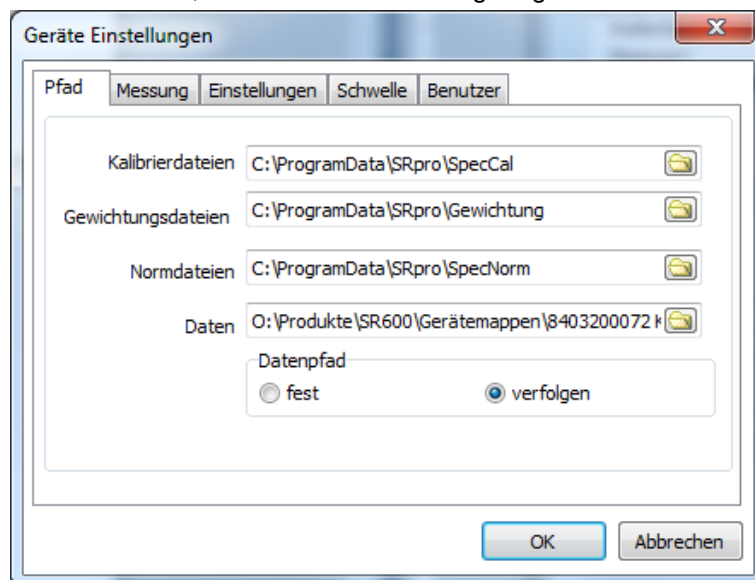 Geräte Einstellungen
Pfad Messung Einstellungen Schwelle Benutzer
Kalibrierdateien C:\ProgramData\SRpro\SpecCal
Gewichtungsdateien C:\ProgramData\SRpro\Gewichtung
Normdateien C:\ProgramData\SRpro\SpecNorm
Daten O:\Produkte\SR600\Gerätemappen\8403200072
Datenpfad
fest verfolgen
OK Abbrechen